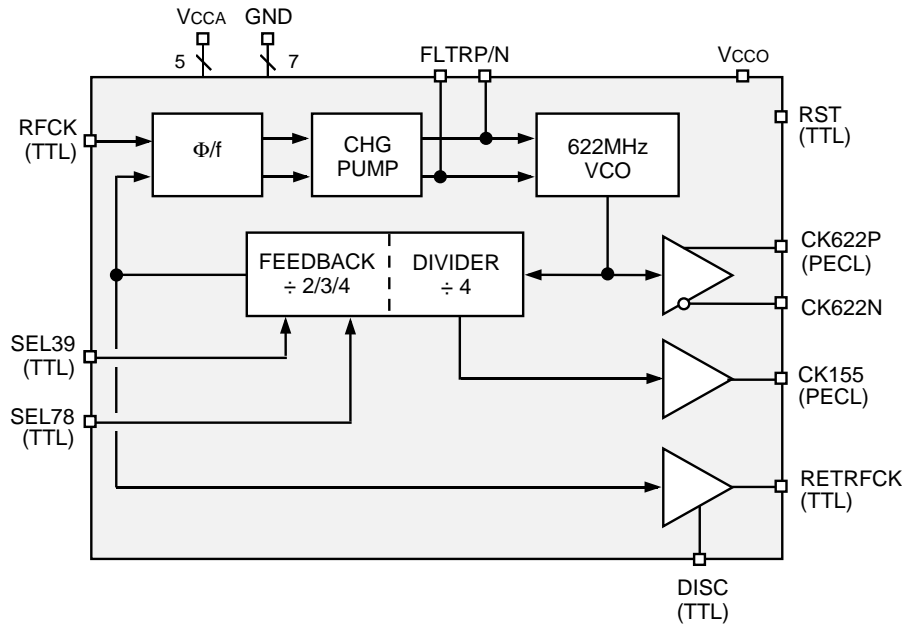 VCCA GND
5 7
FLTRP/N
VCCO
RFCK
(TTL)
Φ/f
CHG
PUMP
622MHz
VCO
RST
(TTL)
FEEDBACK
÷ 2/3/4
DIVIDER
÷ 4
CK622P
(PECL)
CK622N
SEL39
(TTL)
CK155
(PECL)
SEL78
(TTL)
RETRFCK
(TTL)
DISC
(TTL)